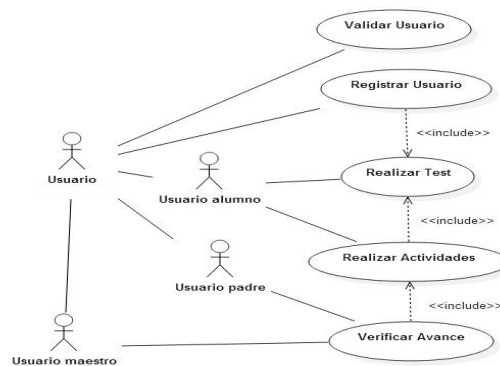 Validar Usuario
Registrar Usuario
<<include>>
Usuario
Realizar Test
Usuario alumno
<<include>>
Realizar Actividades
Usuario padre
<<include>>
Verificar Avance
Usuario maestro